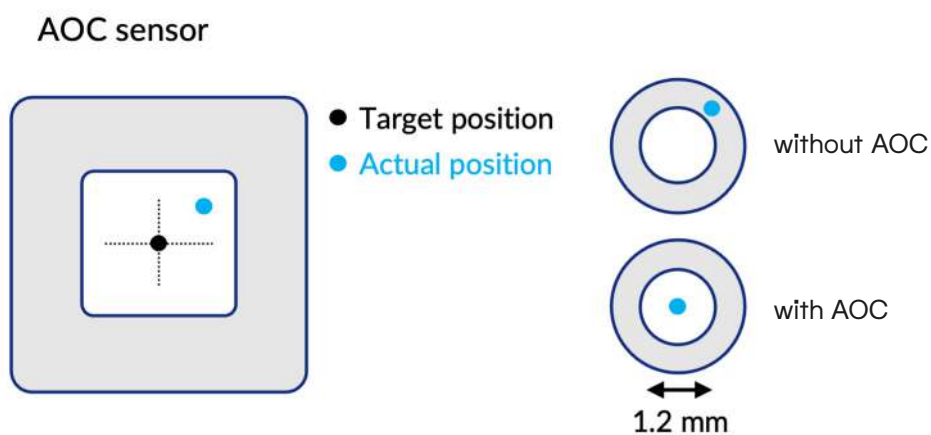 AOC sensor
Target position
Actual position
without AOC
with AOC
1.2 mm